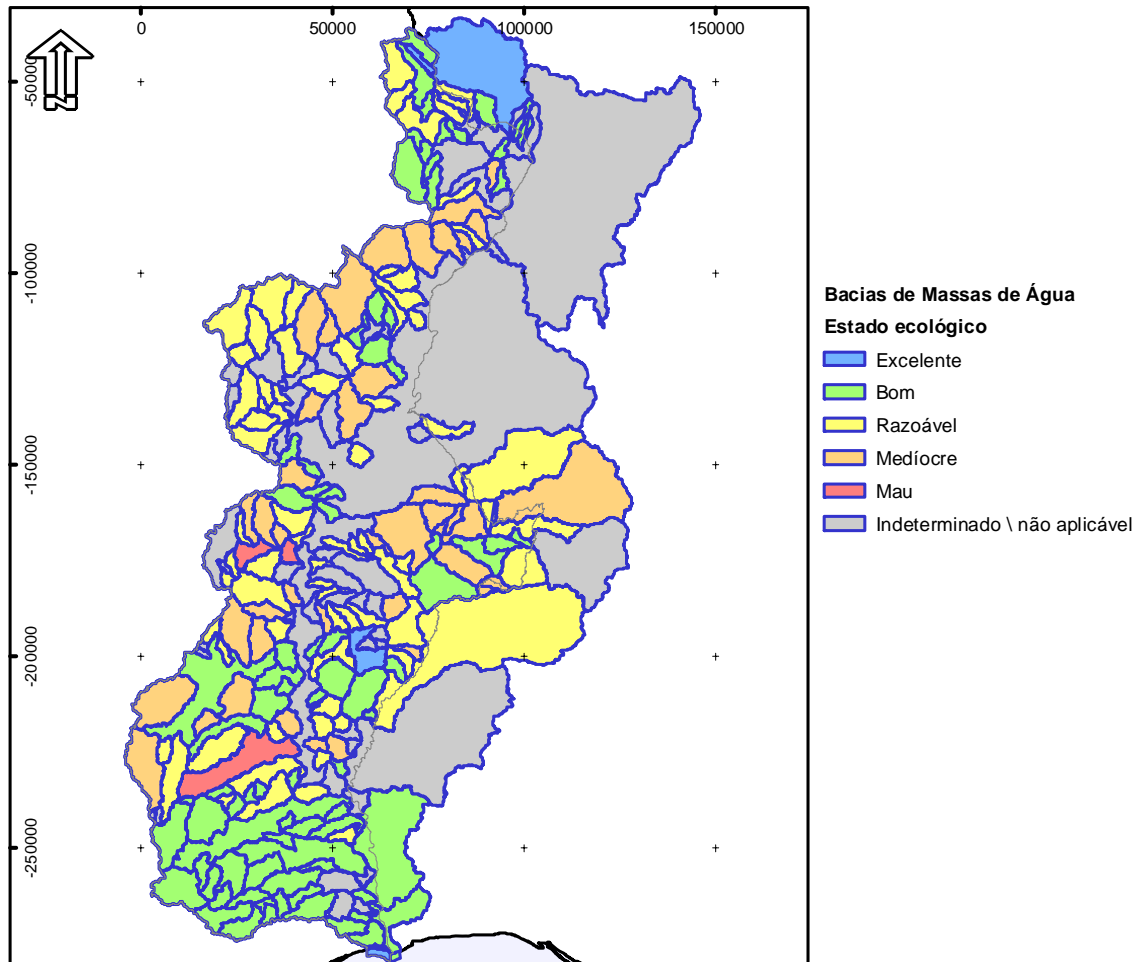 0 50000 100000 150000
N
-50000
-100000
-150000
-200000
-250000
Bacias de Massas de Água
Estado ecológico
Excelente
Bom
Razoável
Medíocre
Mau
Indeterminado \ não aplicável